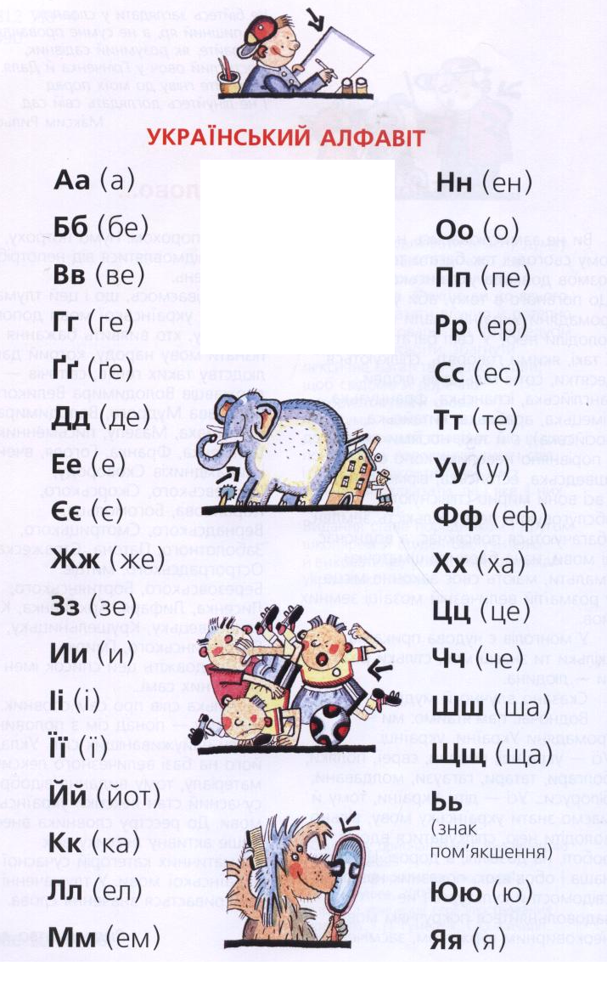 УКРАЇНСЬКИЙ АЛФАВІТ
Аа (а)
Бб (бе)
Вв (ве)
Гг (ге)
Ґґ (ґе)
Дд (де)
Ее (е)
Єє (є)
Жж (же)
Зз (зе)
Ии (и)
Іі (і)
Її (ї)
Йй (йот)
Кк (ка)
Лл (ел)
Мм (ем)
Нн (ен)
Оо (о)
Пп (пе)
Рр (ер)
Сс (ес)
Тт (те)
Уу (у)
Фф (еф)
Хх (ха)
Цц (це)
Чч (че)
Шш (ша)
Щщ (ща)
Ьь
(знак
пом'якшення)
Юю (ю)
Яя (я)